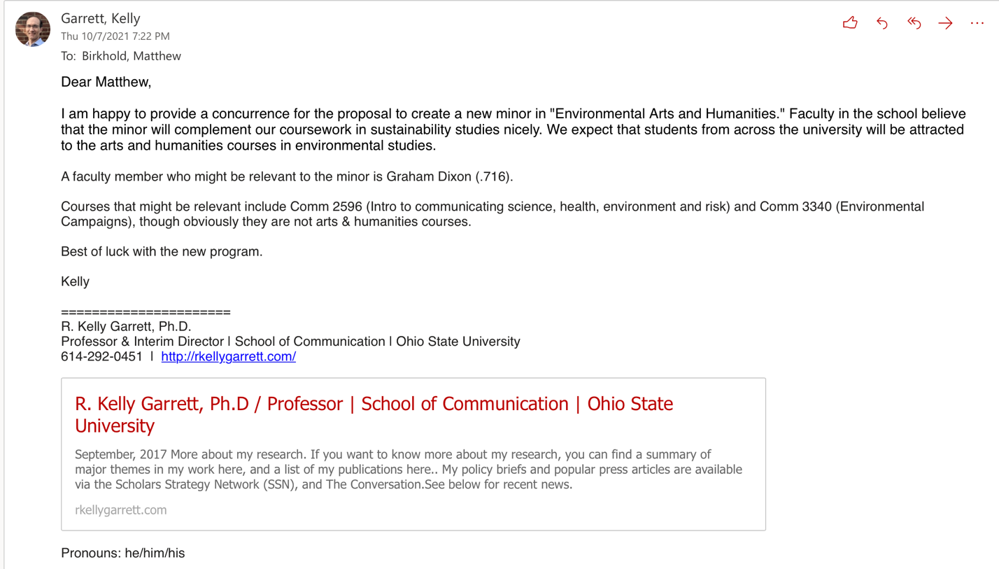 Garrett, Kelly
Thu 10/7/2021 7:22 PM
To: Birkhold, Matthew
Dear Matthew,
I am happy to provide a concurrence for the proposal to create a new minor in "Environmental Arts and Humanities." Faculty in the school believe
that the minor will complement our coursework in sustainability studies nicely. We expect that students from across the university will be attracted
to the arts and humanities courses in environmental studies.
A faculty member who might be relevant to the minor is Graham Dixon (.716).
Courses that might be relevant include Comm 2596 (Intro to communicating science, health, environment and risk) and Comm 3340 (Environmental
Campaigns), though obviously they are not arts & humanities courses.
Best of luck with the new program.
Kelly
======================
R. Kelly Garrett, Ph.D.
Professor & Interim Director | School of Communication | Ohio State University
614-292-0451 | http://rkellygarrett.com/
R. Kelly Garrett, Ph.D / Professor | School of Communication | Ohio State
University
September, 2017 More about my research. If you want to know more about my research, you can find a summary of
major themes in my work here, and a list of my publications here.. My policy briefs and popular press articles are available
via the Scholars Strategy Network (SSN), and The Conversation.See below for recent news.
rkellygarrett.com
Pronouns: he/him/his